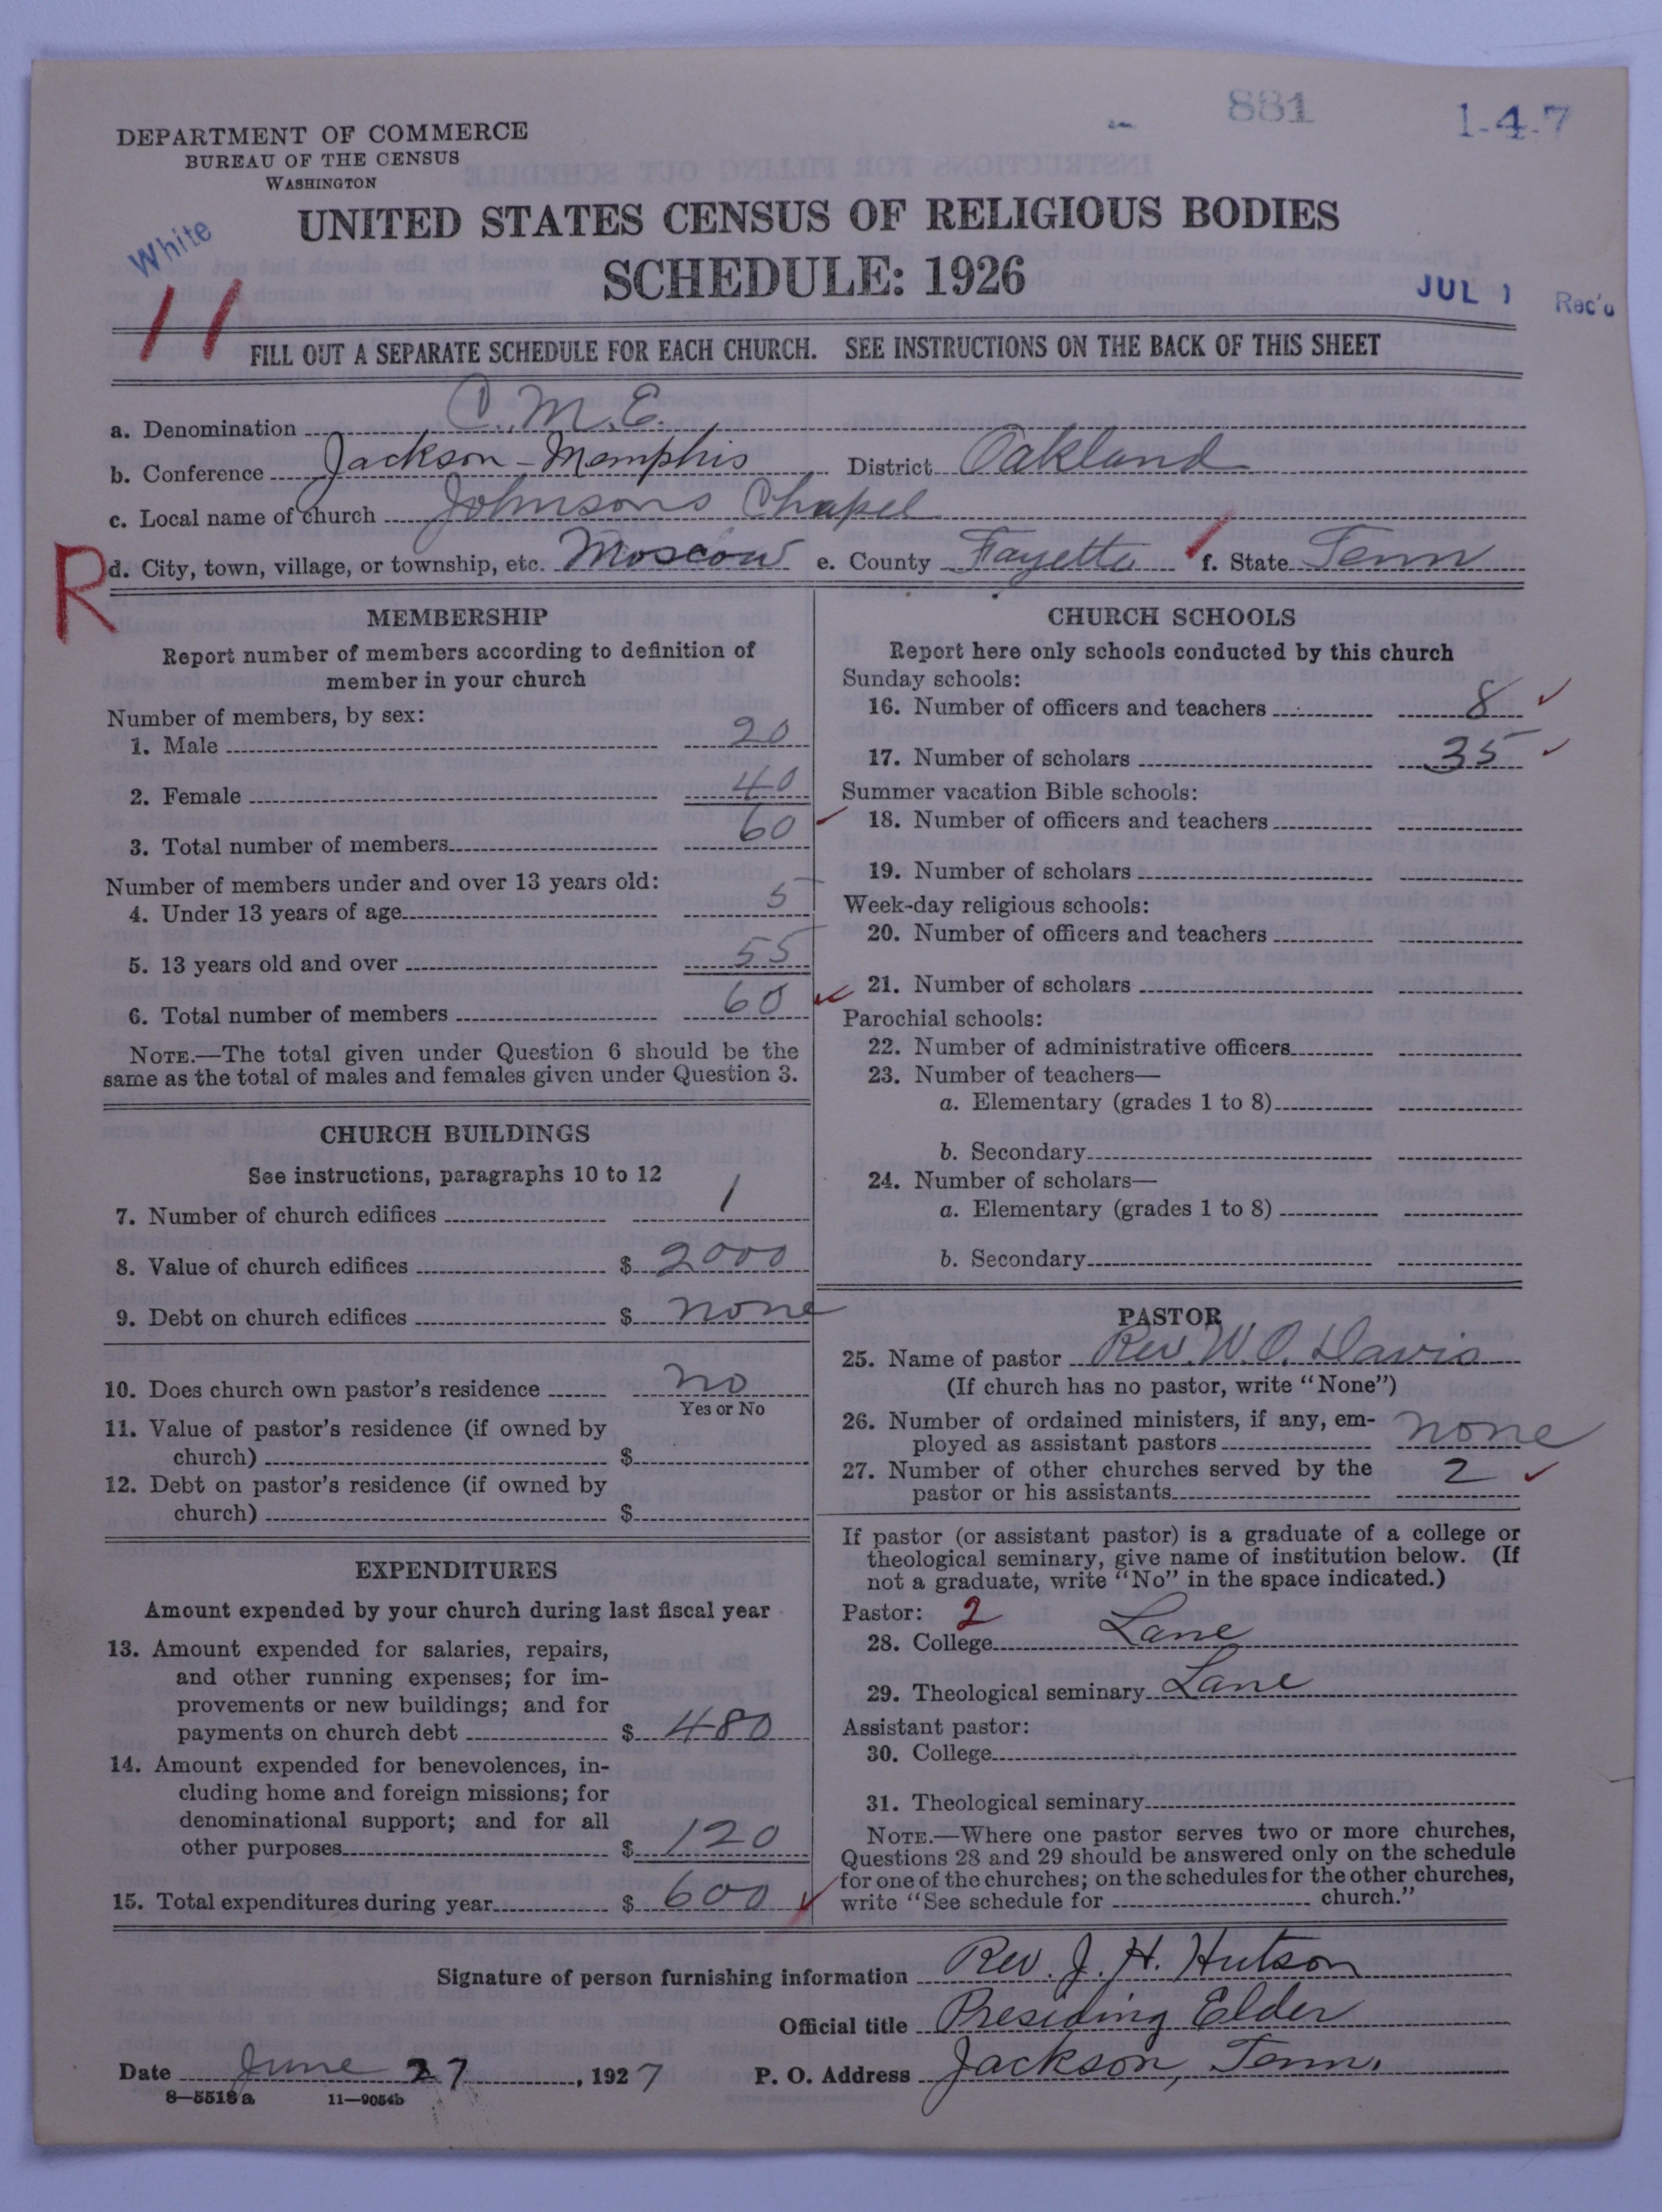 881
1-4-7
DEPARTMENT OF COMMERCE
BUREAU OF THE CENSUS
WASHINGTON
White
UNITED STATES CENSUS OF RELIGIOUS BODIES
SCHEDULE: 1926
JUL 1 Rec'd
11
FILL OUT A SEPARATE SCHEDULE FOR EACH CHURCH. SEE INSTRUCTIONS ON THE BACK OF THIS SHEET
a. Denomination C.M.E.
b. Conference Jackson-Memphis District Oakland
c. Local name of church Johnsons Chapel
R
d. City, town, village, or township, etc. Moscow e. County Fayette f. State Tenn
MEMBERSHIP
Report number of members according to definition of
member in your church
Number of members, by sex:
1. Male 20
2. Female 40
3. Total number of members 60
Number of members under and over 13 years old:
4. Under 13 years of age 5
5. 13 years old and over 55
6. Total number of members 60
NOTE.—The total given under Question 6 should be the
same as the total of males and females given under Question 3.
CHURCH BUILDINGS
See instructions, paragraphs 10 to 12
7. Number of church edifices 1
8. Value of church edifices $ 2000
9. Debt on church edifices $ none
10. Does church own pastor's residence no
Yes or No
11. Value of pastor's residence (if owned by
church) $
12. Debt on pastor's residence (if owned by
church) $
EXPENDITURES
Amount expended by your church during last fiscal year
13. Amount expended for salaries, repairs,
and other running expenses; for im-
provements or new buildings; and for
payments on church debt $ 480
14. Amount expended for benevolences, in-
cluding home and foreign missions; for
denominational support; and for all
other purposes $ 120
15. Total expenditures during year $ 600
CHURCH SCHOOLS
Report here only schools conducted by this church
Sunday schools:
16. Number of officers and teachers 8
17. Number of scholars 35
Summer vacation Bible schools:
18. Number of officers and teachers
19. Number of scholars
Week-day religious schools:
20. Number of officers and teachers
21. Number of scholars
Parochial schools:
22. Number of administrative officers
23. Number of teachers—
a. Elementary (grades 1 to 8)
b. Secondary
24. Number of scholars—
a. Elementary (grades 1 to 8)
b. Secondary
PASTOR
25. Name of pastor Rev. W. O. Davis
(If church has no pastor, write "None")
26. Number of ordained ministers, if any, em-
ployed as assistant pastors none
27. Number of other churches served by the
pastor or his assistants 2
If pastor (or assistant pastor) is a graduate of a college or
theological seminary, give name of institution below. (If
not a graduate, write "No" in the space indicated.)
Pastor: 2
28. College Lane
29. Theological seminary Lane
Assistant pastor:
30. College
31. Theological seminary
NOTE.—Where one pastor serves two or more churches,
Questions 28 and 29 should be answered only on the schedule
for one of the churches; on the schedules for the other churches,
write "See schedule for church."
Signature of person furnishing information Rev. J. H. Hutson
Official title Presiding Elder
Date June 27, 1927 P. O. Address Jackson, Tenn.
8—5518a 11—9054b